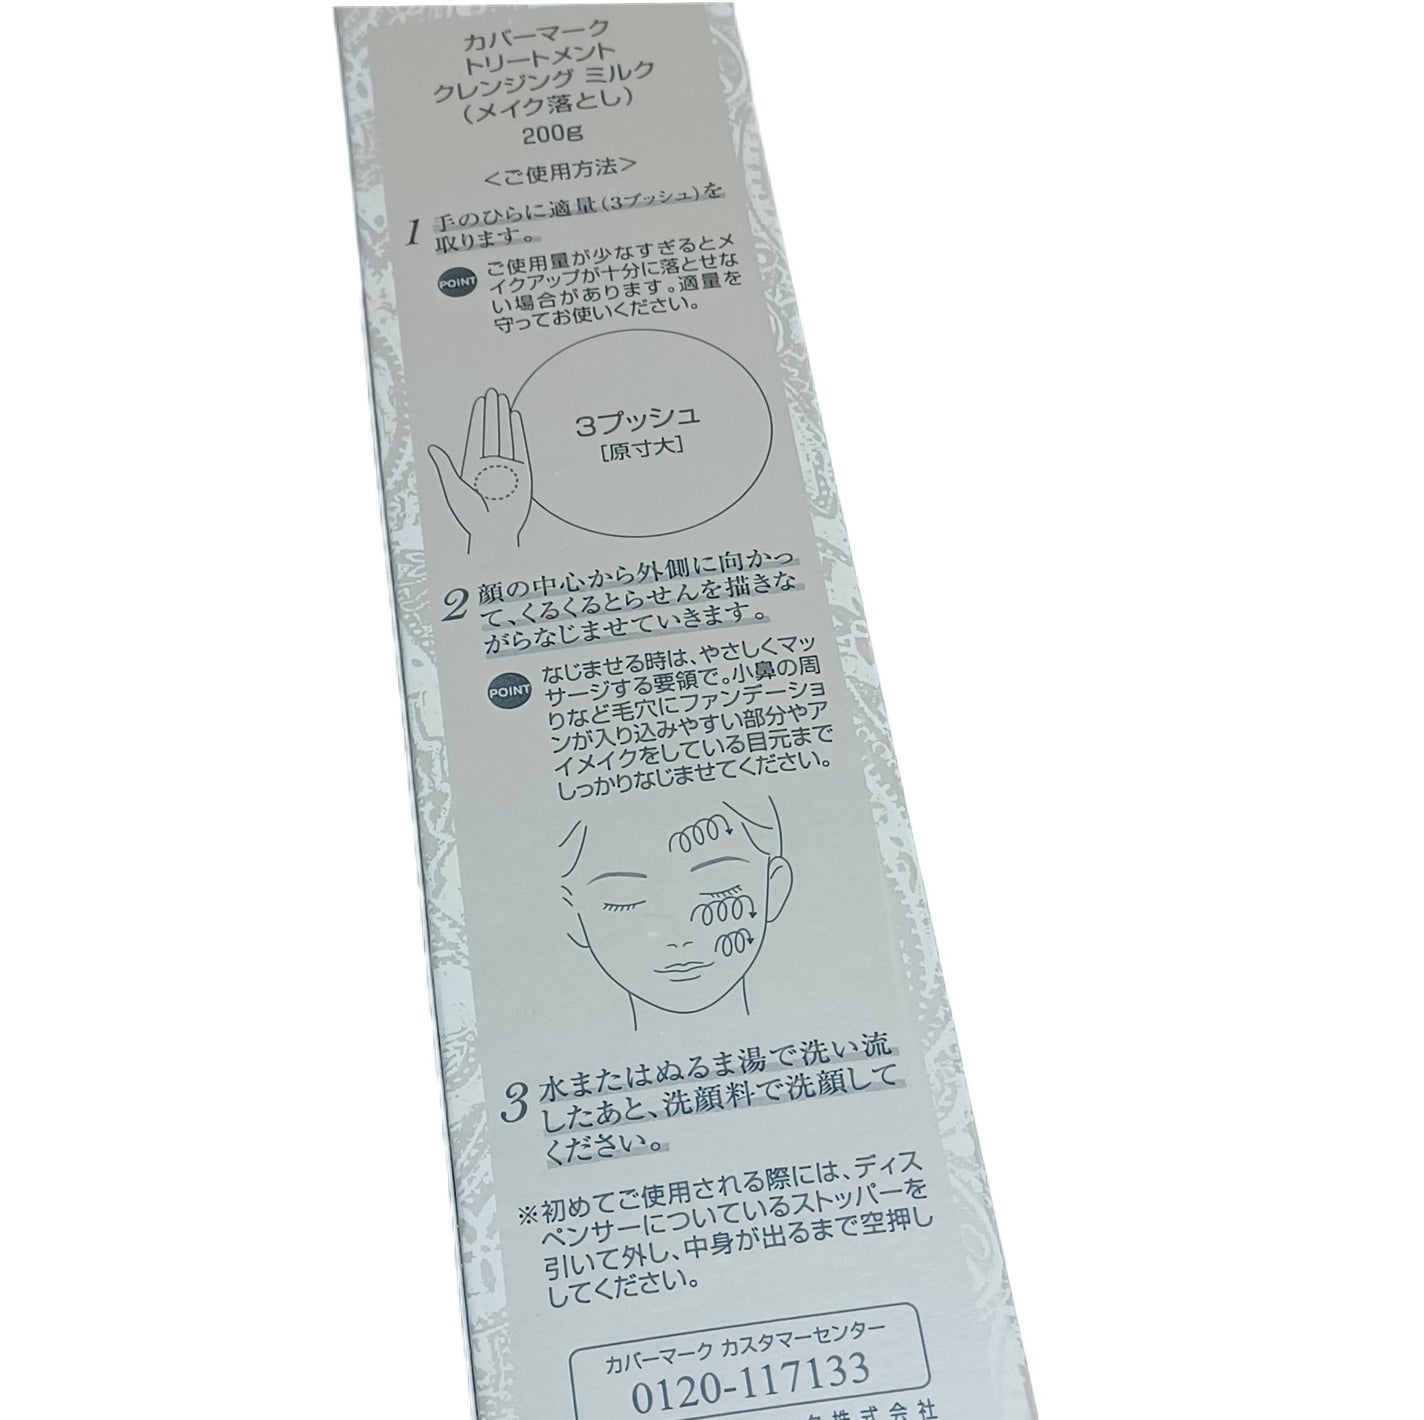 カバーマーク
トリートメント
クレンジング ミルク
(メイク落とし)
200g
<ご使用方法>
1 手のひらに適量(3プッシュ)を
取ります。
POINT ご使用量が少なすぎるとメ
イクアップが十分に落とせな
い場合があります。適量を
守ってお使いください。
3プッシュ
[原寸大]
2 顔の中心から外側に向かっ
て、くるくるとらせんを描きな
がらなじませていきます。
POINT なじませる時は、やさしくマッ
サージする要領で。小鼻の周
りなど毛穴にファンデーショ
ンが入り込みやすい部分やア
イメイクをしている目元まで
しっかりなじませてください。
3 水またはぬるま湯で洗い流
したあと、洗顔料で洗顔して
ください。
※初めてご使用される際には、ディス
ペンサーについているストッパーを
引いて外し、中身が出るまで空押し
してください。
カバーマーク カスタマーセンター
0120-117133
ク株式会社